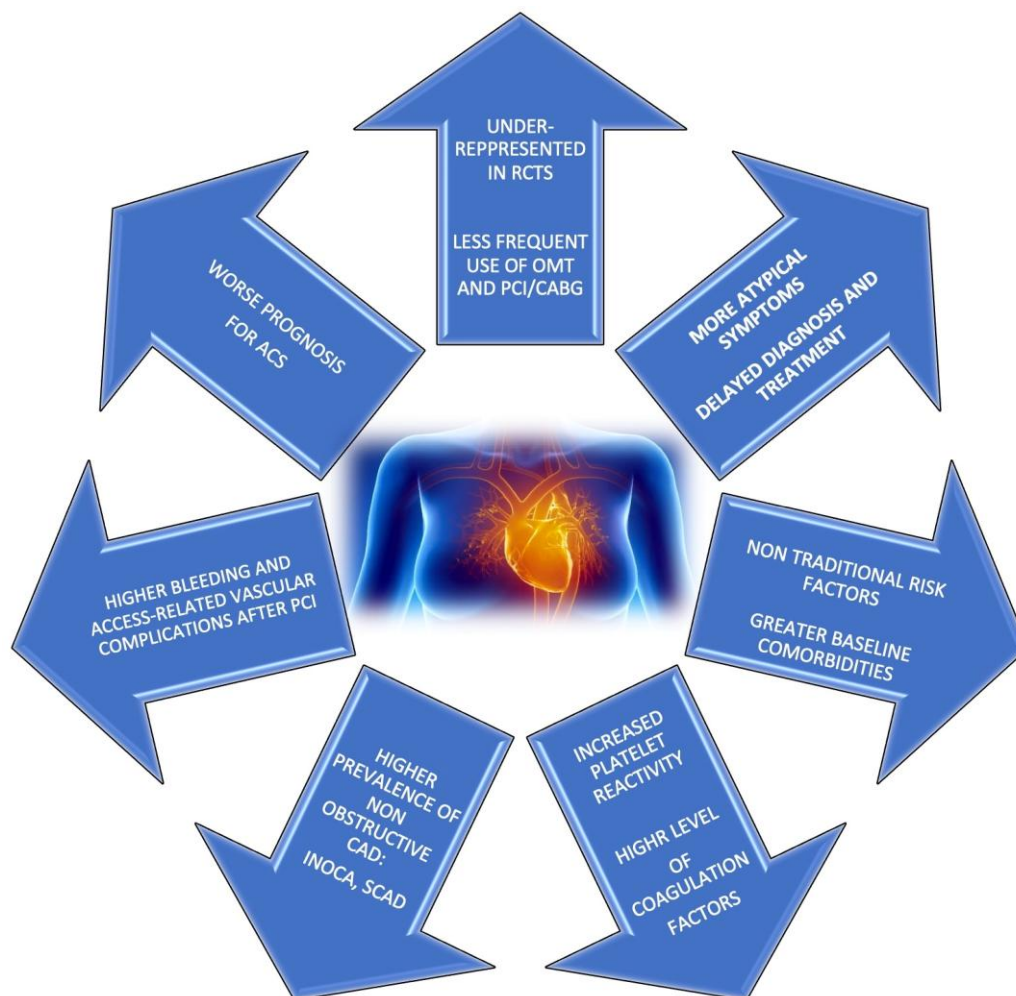 UNDER-
REPPRESENTED
IN RCTS
LESS FREQUENT
USE OF OMT
AND PCI/CABG
MORE ATYPICAL
SYMPTOMS
DELAYED DIAGNOSIS AND
TREATMENT
NON TRADITIONAL RISK
FACTORS
GREATER BASELINE
COMORBIDITIES
INCREASED
PLATELET
REACTIVITY
HIGHR LEVEL
OF
COAGULATION
FACTORS
HIGHER
PREVALENCE OF
NON
OBSTRUCTIVE
CAD:
INOCA, SCAD
HIGHER BLEEDING AND
ACCESS-RELATED VASCULAR
COMPLICATIONS AFTER PCI
WORSE PROGNOSIS
FOR ACS